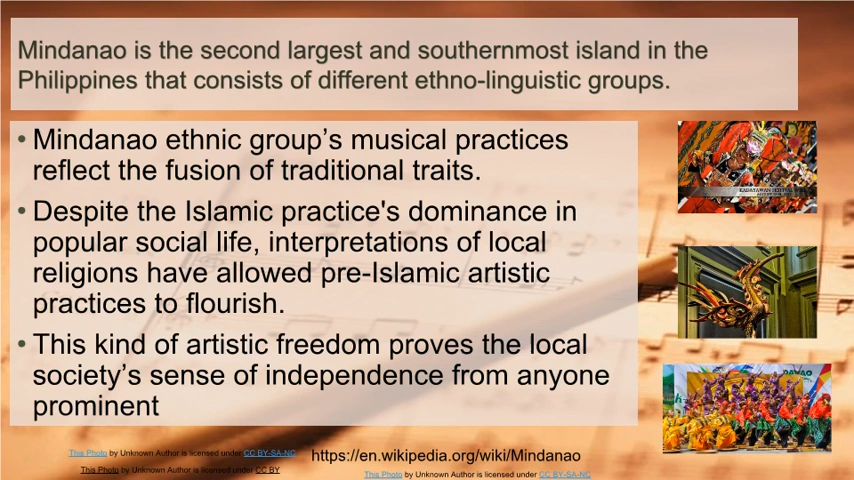 Mindanao is the second largest and southernmost island in the
Philippines that consists of different ethno-linguistic groups.
• Mindanao ethnic group’s musical practices
reflect the fusion of traditional traits.
• Despite the Islamic practice's dominance in
popular social life, interpretations of local
religions have allowed pre-Islamic artistic
practices to flourish.
• This kind of artistic freedom proves the local
society’s sense of independence from anyone
prominent
KADAYAWAN FESTIVAL
DANAO
This Photo by Unknown Author is licensed under CC BY-SA-NC
https://en.wikipedia.org/wiki/Mindanao
This Photo by Unknown Author is licensed under CC BY
This Photo by Unknown Author is licensed under CC BY-SA-NC